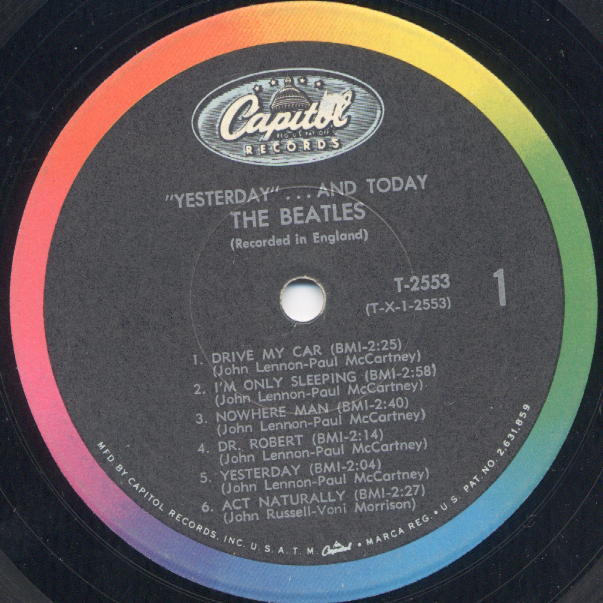 Capitol
REG. U.S. PAT. OFF.
RECORDS
"YESTERDAY" ... AND TODAY
THE BEATLES
(Recorded in England)
T-2553
(T-X-1-2553)
1
1. DRIVE MY CAR (BMI-2:25)
(John Lennon-Paul McCartney)
2. I'M ONLY SLEEPING (BMI-2:58)
(John Lennon-Paul McCartney)
3. NOWHERE MAN (BMI-2:40)
(John Lennon-Paul McCartney)
4. DR. ROBERT (BMI-2:14)
(John Lennon-Paul McCartney)
5. YESTERDAY (BMI-2:04)
(John Lennon-Paul McCartney)
6. ACT NATURALLY (BMI-2:27)
(John Russell-Voni Morrison)
MFD. BY CAPITOL RECORDS, INC. U. S. A. T. M. Capitol • MARCA REG. • U. S. PAT. NO. 2,631,859